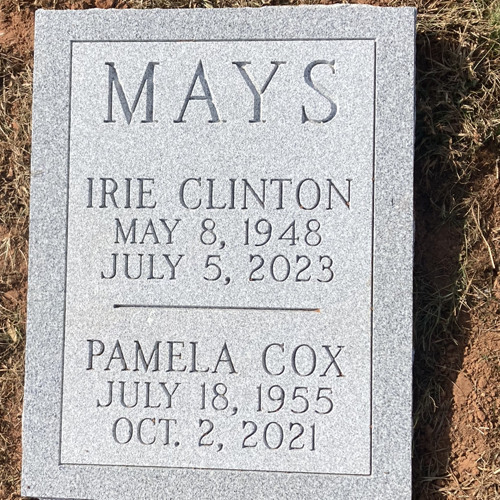 MAYS
IRIE CLINTON
MAY 8, 1948
JULY 5, 2023
PAMELA COX
JULY 18, 1955
OCT. 2, 2021